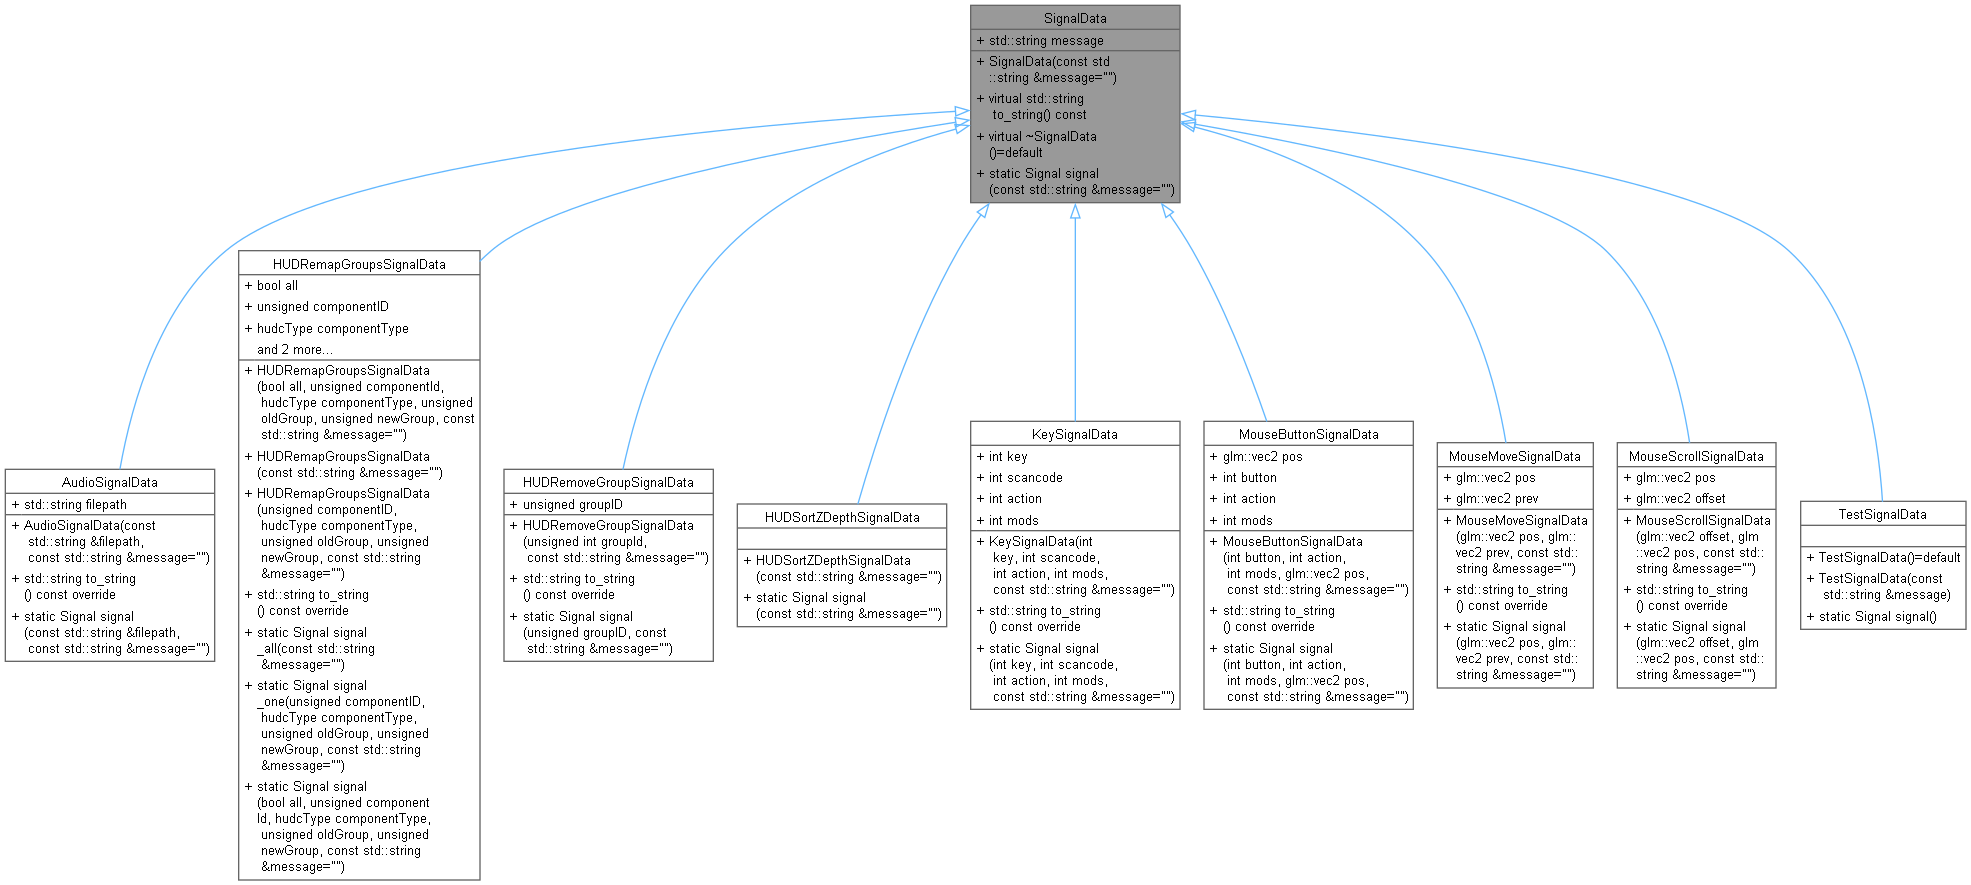 SignalData
+ std::string message
+ SignalData(const std
::string &message="")
+ virtual std::string
to_string() const
+ virtual ~SignalData
()=default
+ static Signal signal
(const std::string &message="")
AudioSignalData
+ std::string filepath
+ AudioSignalData(const
std::string &filepath,
const std::string &message="")
+ std::string to_string
() const override
+ static Signal signal
(const std::string &filepath,
const std::string &message="")
HUDRemapGroupsSignalData
+ bool all
+ unsigned componentID
+ hudcType componentType
and 2 more...
+ HUDRemapGroupsSignalData
(bool all, unsigned componentId,
hudcType componentType, unsigned
oldGroup, unsigned newGroup, const
std::string &message="")
+ HUDRemapGroupsSignalData
(const std::string &message="")
+ HUDRemapGroupsSignalData
(unsigned componentID,
hudcType componentType,
unsigned oldGroup, unsigned
newGroup, const std::string
&message="")
+ std::string to_string
() const override
+ static Signal signal
_all(const std::string
&message="")
+ static Signal signal
_one(unsigned componentID,
hudcType componentType,
unsigned oldGroup, unsigned
newGroup, const std::string
&message="")
+ static Signal signal
(bool all, unsigned component
Id, hudcType componentType,
unsigned oldGroup, unsigned
newGroup, const std::string
&message="")
HUDRemoveGroupSignalData
+ unsigned groupID
+ HUDRemoveGroupSignalData
(unsigned int groupId,
const std::string &message="")
+ std::string to_string
() const override
+ static Signal signal
(unsigned groupID, const
std::string &message="")
HUDSortZDepthSignalData
+ HUDSortZDepthSignalData
(const std::string &message="")
+ static Signal signal
(const std::string &message="")
KeySignalData
+ int key
+ int scancode
+ int action
+ int mods
+ KeySignalData(int
key, int scancode,
int action, int mods,
const std::string &message="")
+ std::string to_string
() const override
+ static Signal signal
(int key, int scancode,
int action, int mods,
const std::string &message="")
MouseButtonSignalData
+ glm::vec2 pos
+ int button
+ int action
+ int mods
+ MouseButtonSignalData
(int button, int action,
int mods, glm::vec2 pos,
const std::string &message="")
+ std::string to_string
() const override
+ static Signal signal
(int button, int action,
int mods, glm::vec2 pos,
const std::string &message="")
MouseMoveSignalData
+ glm::vec2 pos
+ glm::vec2 prev
+ MouseMoveSignalData
(glm::vec2 pos, glm::
vec2 prev, const std::
string &message="")
+ std::string to_string
() const override
+ static Signal signal
(glm::vec2 pos, glm::
vec2 prev, const std::
string &message="")
MouseScrollSignalData
+ glm::vec2 pos
+ glm::vec2 offset
+ MouseScrollSignalData
(glm::vec2 offset, glm
::vec2 pos, const std::
string &message="")
+ std::string to_string
() const override
+ static Signal signal
(glm::vec2 offset, glm
::vec2 pos, const std::
string &message="")
TestSignalData
+ TestSignalData()=default
+ TestSignalData(const
std::string &message)
+ static Signal signal()